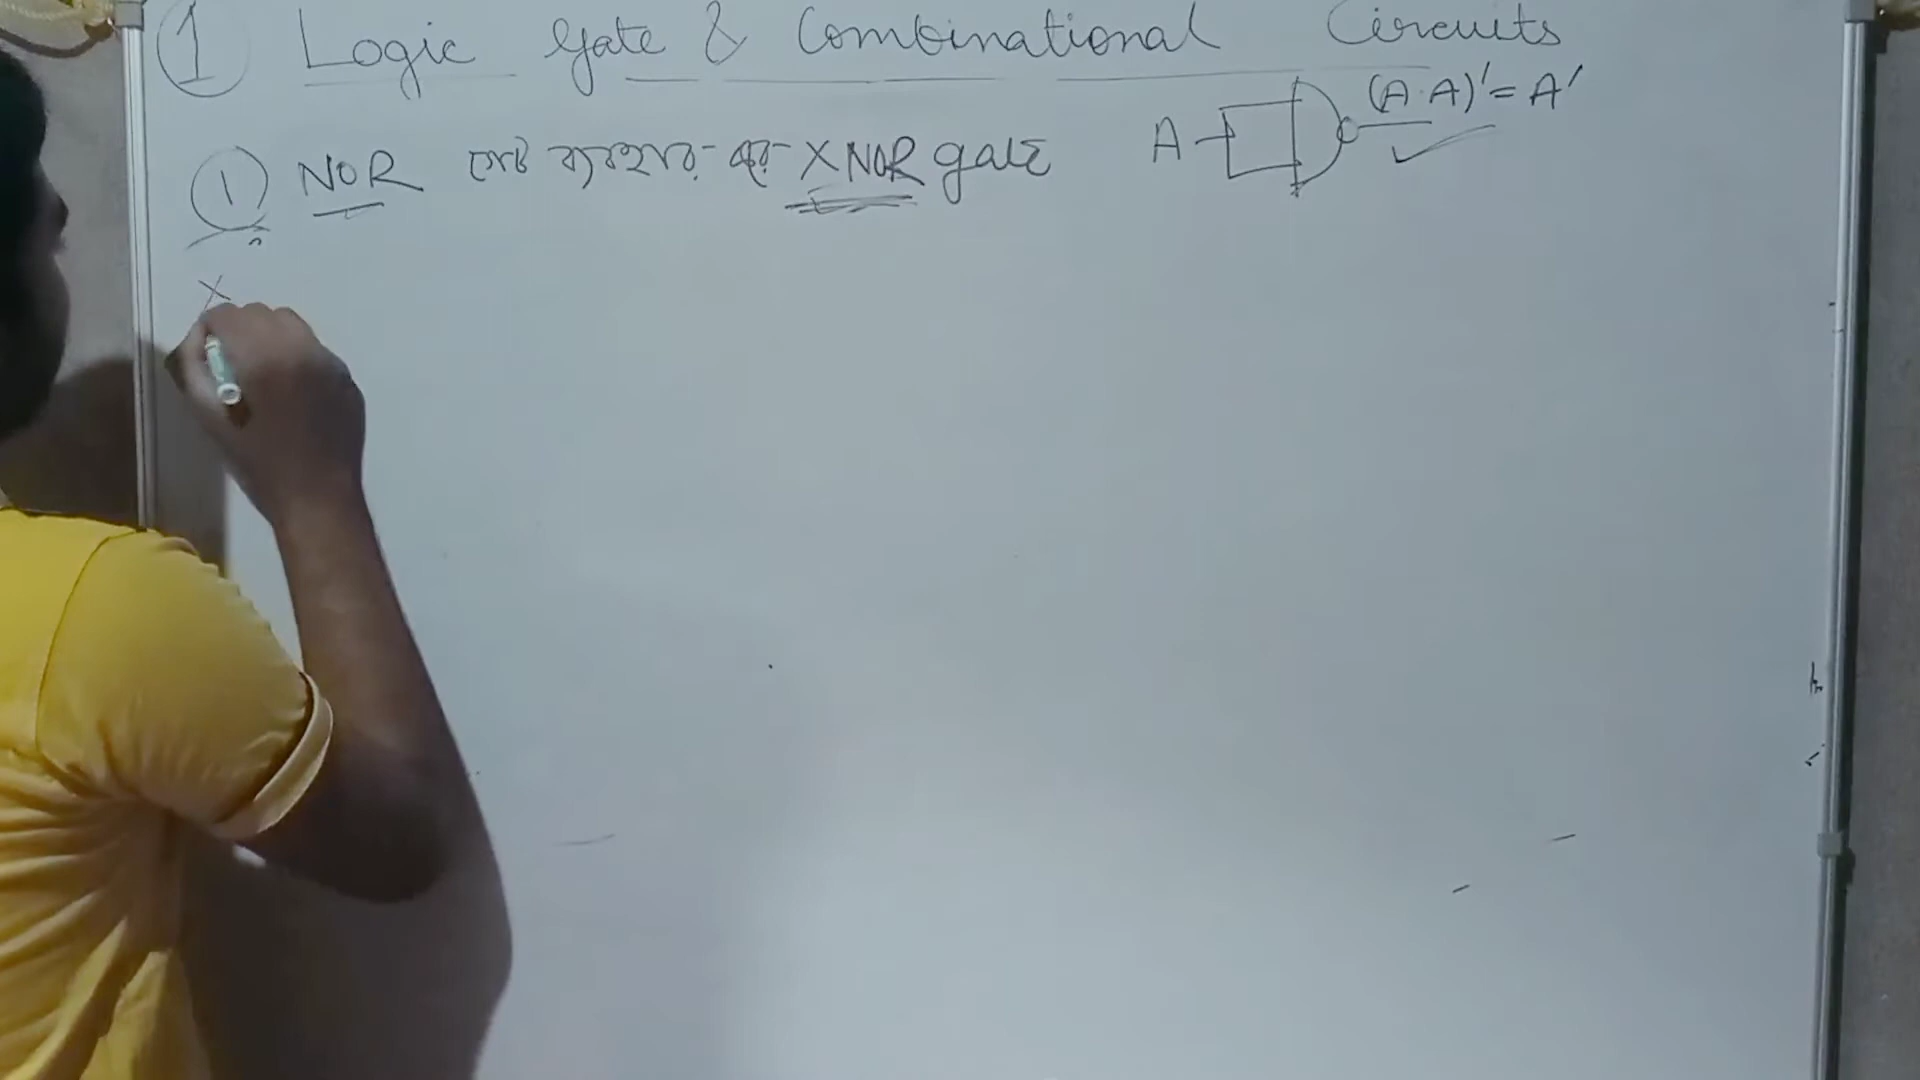 ① Logic gate & Combinational Circuits
A (A·A)' = A'
① NOR গেট ব্যবহার করে XNOR gate
X